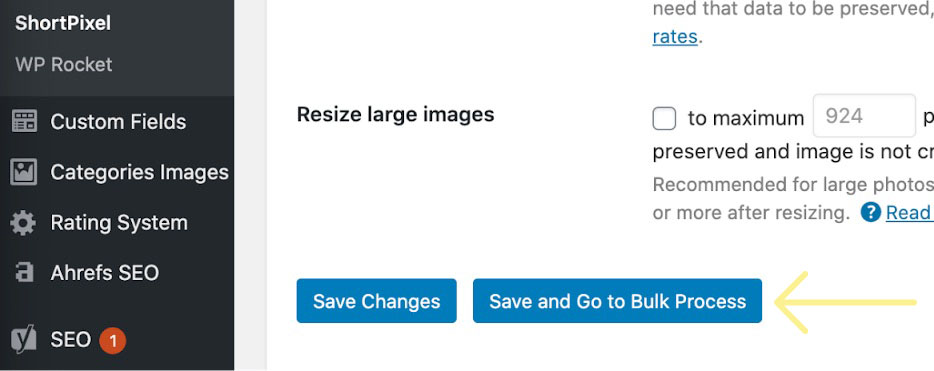 ShortPixel
WP Rocket
Custom Fields
Categories Images
Rating System
Ahrefs SEO
SEO 1
need that data to be preserved,
rates.
Resize large images
to maximum 924 p
preserved and image is not cr
Recommended for large photos
or more after resizing. ? Read
Save Changes
Save and Go to Bulk Process